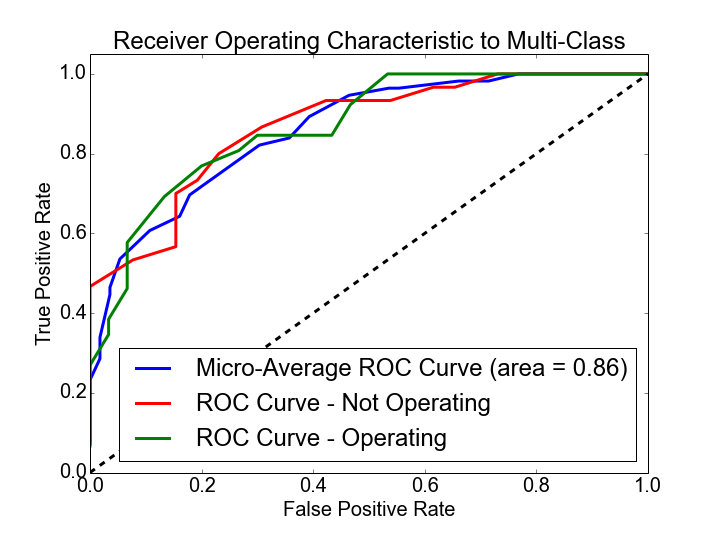 Receiver Operating Characteristic to Multi-Class
1.0
0.8
0.6
0.4
0.2
0.0
True Positive Rate
Micro-Average ROC Curve (area = 0.86)
ROC Curve - Not Operating
ROC Curve - Operating
0.0 0.2 0.4 0.6 0.8 1.0
False Positive Rate